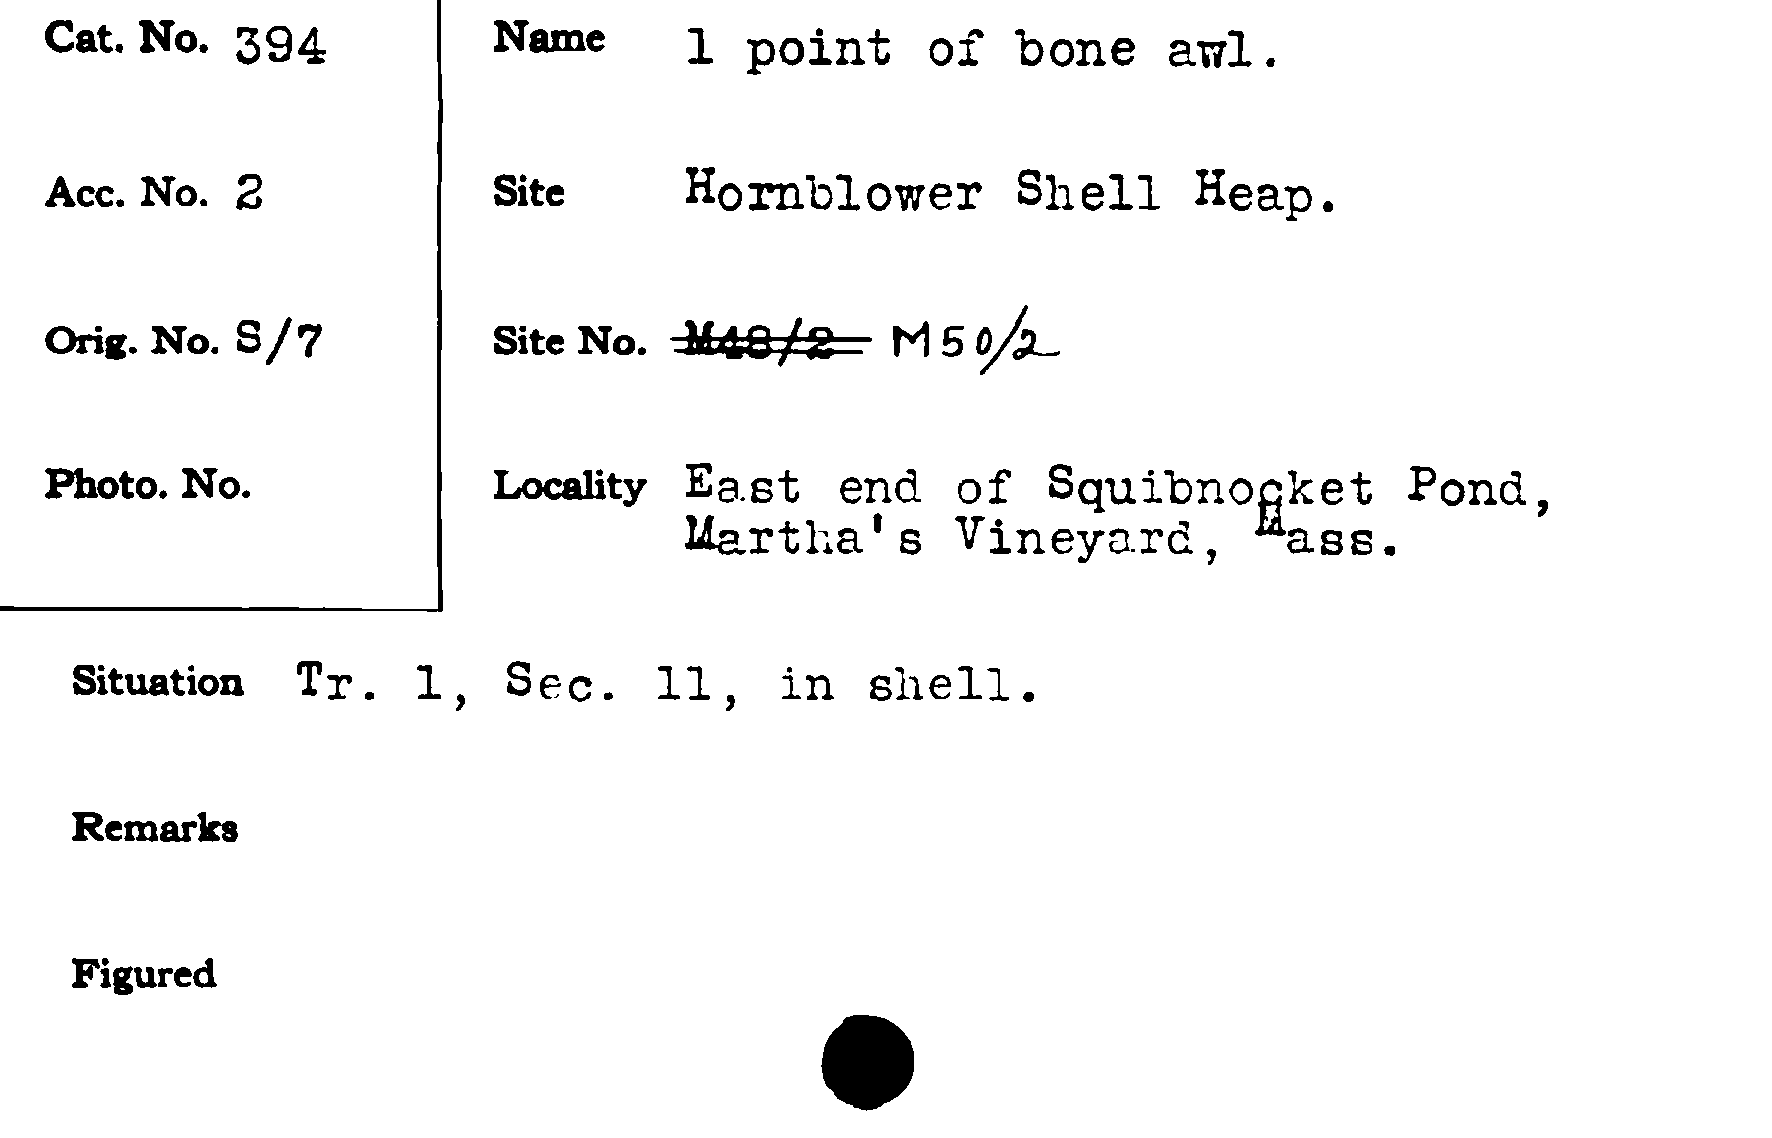 Cat. No. 394
Name 1 point of bone awl.
Acc. No. 2
Site Hornblower Shell Heap.
Orig. No. S/7
Site No. M48/2 M50/2
Photo. No.
Locality East end of Squibnocket Pond,
Martha's Vineyard, Mass.
Situation Tr. 1, Sec. 11, in shell.
Remarks
Figured